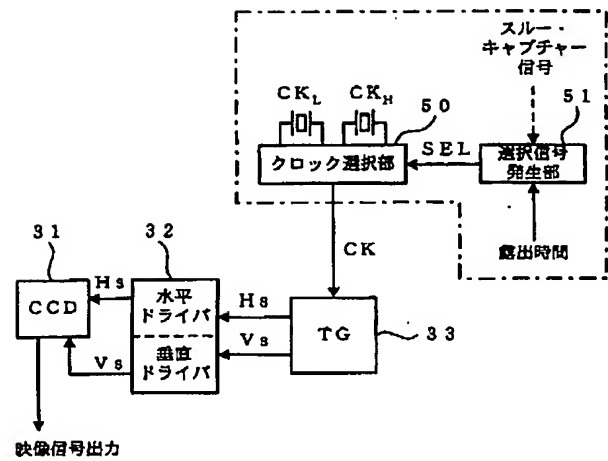 スルー・
キャプチャー
信号
CKL
CKH
50
51
クロック選択部
SEL
選択信号
発生部
露出時間
CK
31
32
CCD
Hs
水平
ドライバ
Hs
TG
33
Vs
垂直
ドライバ
Vs
映像信号出力